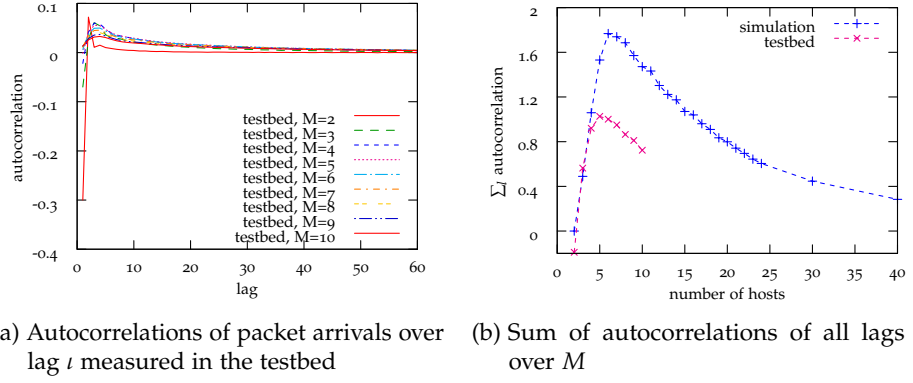 0.1
0
-0.1
-0.2
-0.3
-0.4
autocorrelation
testbed, M=2
testbed, M=3
testbed, M=4
testbed, M=5
testbed, M=6
testbed, M=7
testbed, M=8
testbed, M=9
testbed, M=10
0 10 20 30 40 50 60
lag
2
1.6
1.2
0.8
0.4
0
Σl autocorrelation
simulation
testbed
0 5 10 15 20 25 30 35 40
number of hosts
a) Autocorrelations of packet arrivals over
lag ι measured in the testbed
(b) Sum of autocorrelations of all lags
over M